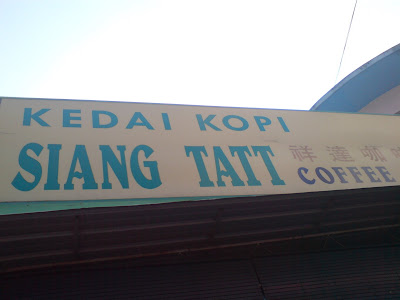 KEDAI KOPI
SIANG TATT 祥達咖
COFFEE